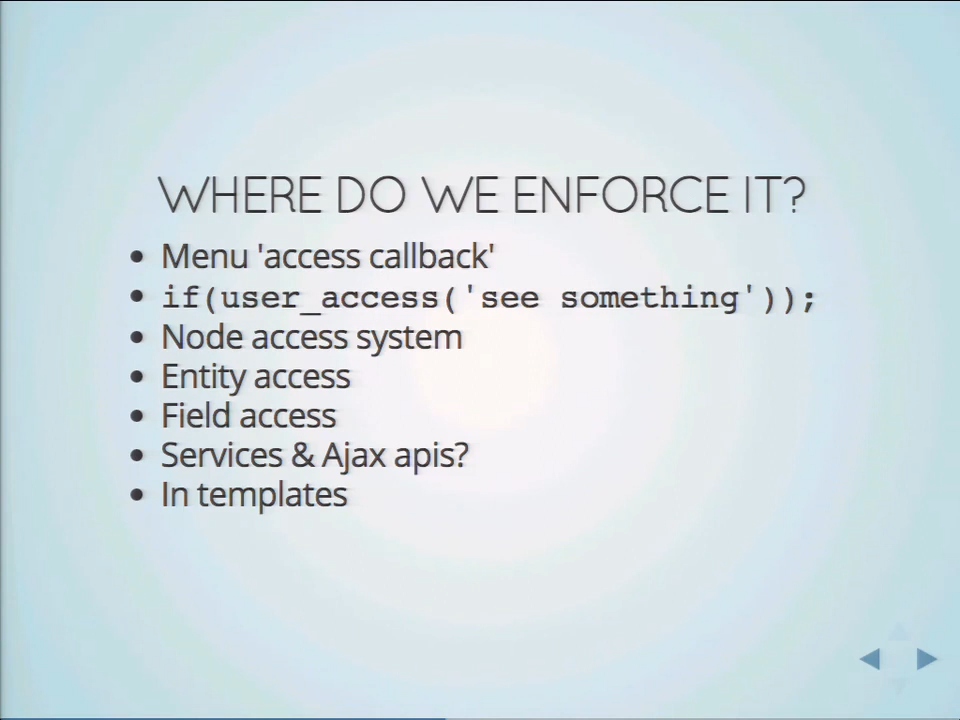 WHERE DO WE ENFORCE IT?
Menu 'access callback'
if(user_access('see something'));
Node access system
Entity access
Field access
Services & Ajax apis?
In templates